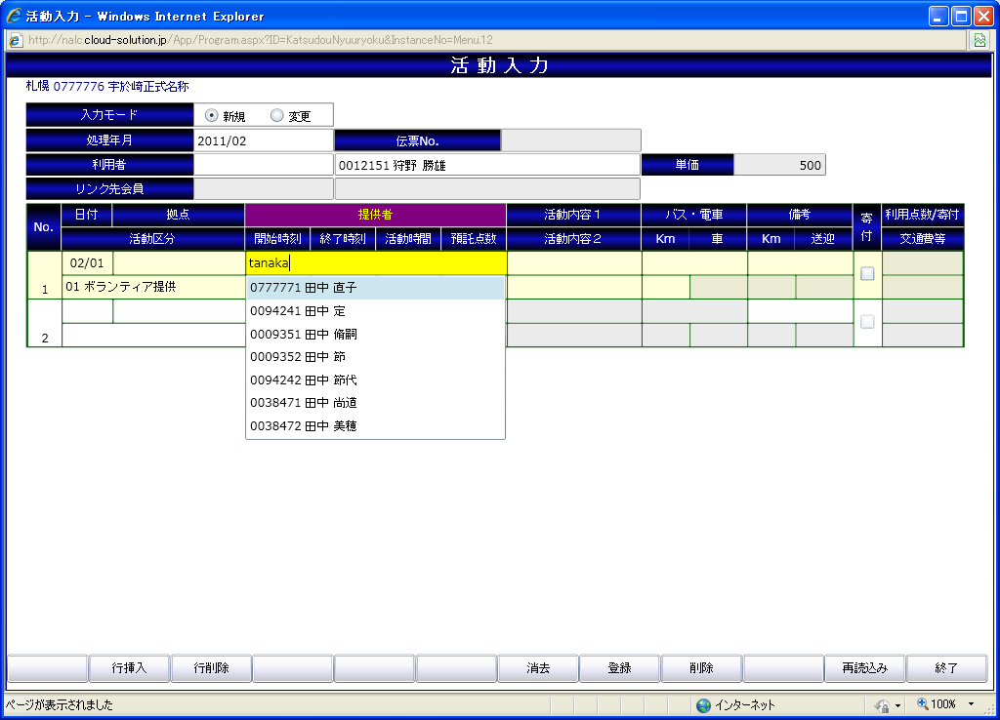 活動入力 - Windows Internet Explorer
http://nalc.cloud-solution.jp/App/Program.aspx?ID=KatsudouNyuuryoku&InstanceNo=Menu.12
活動入力
札幌 0777776 宇於崎正式名称
入力モード 新規 変更
処理年月 2011/02 伝票No.
利用者 0012151 狩野 勝雄 単価 500
リンク先会員
No. 日付 拠点 提供者 活動内容1 バス・電車 備考 寄付 利用点数/寄付
活動区分 開始時刻 終了時刻 活動時間 預託点数 活動内容2 Km 車 Km 送迎 交通費等
02/01 tanaka
1 01 ボランティア提供
0777771 田中 直子
0094241 田中 定
2
0009351 田中 脩嗣
0009352 田中 節
0094242 田中 節代
0038471 田中 尚道
0038472 田中 美穂
行挿入 行削除 消去 登録 削除 再読込み 終了
ページが表示されました インターネット 100%